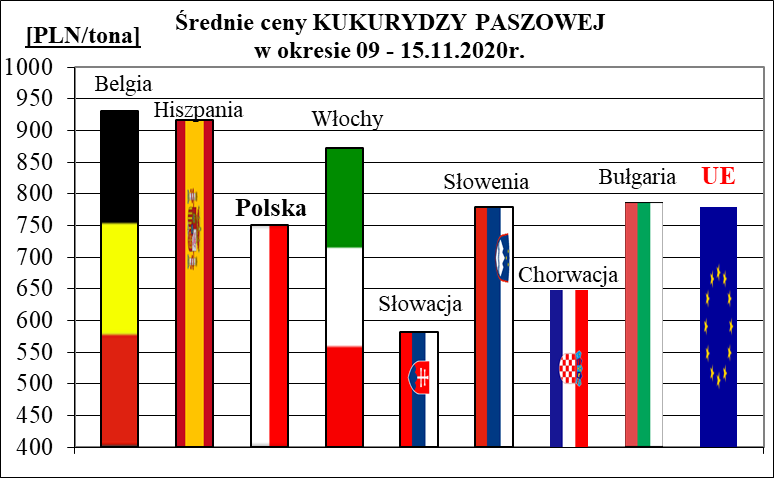 Średnie ceny KUKURYDZY PASZOWEJ
w okresie 09 - 15.11.2020r.
[PLN/tona]
1000
950
900
850
800
750
700
650
600
550
500
450
400
Belgia
Hiszpania
Polska
Włochy
Słowacja
Słowenia
Chorwacja
Bułgaria
UE